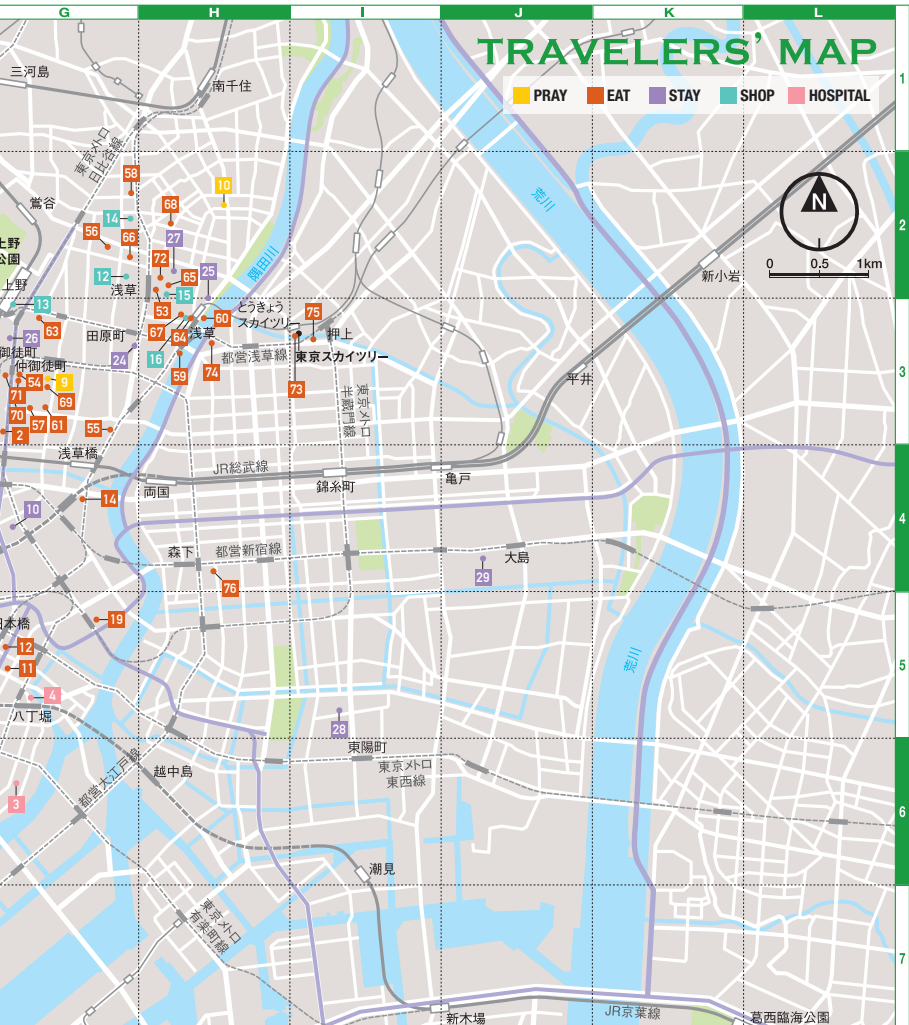 G H I J K L
TRAVELERS' MAP
PRAY EAT STAY SHOP HOSPITAL
1
三河島
南千住
東京メトロ
日比谷線
58
10
鶯谷
14
68
荒川
N
2
56
66
27
上野
公園
72
25
隅田川
上野
12
浅草
65
15
新小岩
0 0.5 1km
13
53
とうきょう
スカイツリー
75
63
67
浅草
60
押上
26
田原町
64
御徒町
24
16
都営浅草線
東京スカイツリー
仲御徒町
59
74
54
9
73
平井
3
71
69
東京メトロ
半蔵門線
70
57
61
55
2
浅草橋
JR総武線
両国
錦糸町
亀戸
14
10
4
森下
都営新宿線
大島
29
76
19
日本橋
12
11
荒川
5
4
八丁堀
28
東陽町
都営大江戸線
越中島
東京メトロ
東西線
3
6
潮見
東京メトロ
有楽町線
7
新木場
JR京葉線
葛西臨海公園